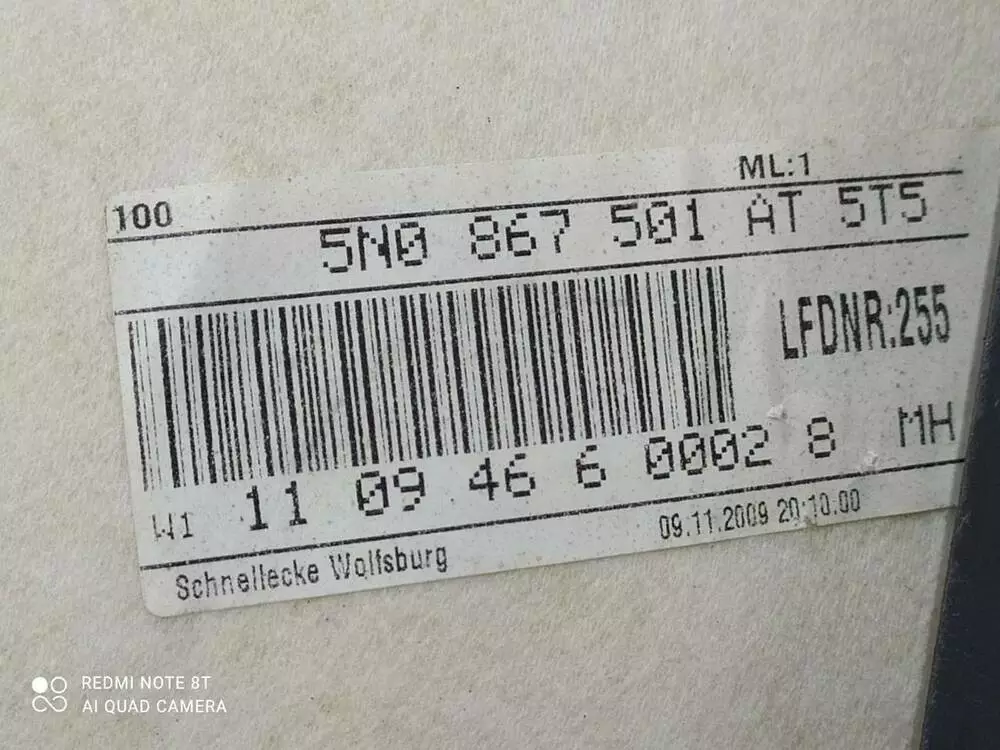 ML:1
100
5N0 867 501 AT 5T5
LFDNR:255
W1 11 09 46 6 0002 8 MH
Schnellecke Wolfsburg 09.11.2009 20:10.00
REDMI NOTE 8T
AI QUAD CAMERA